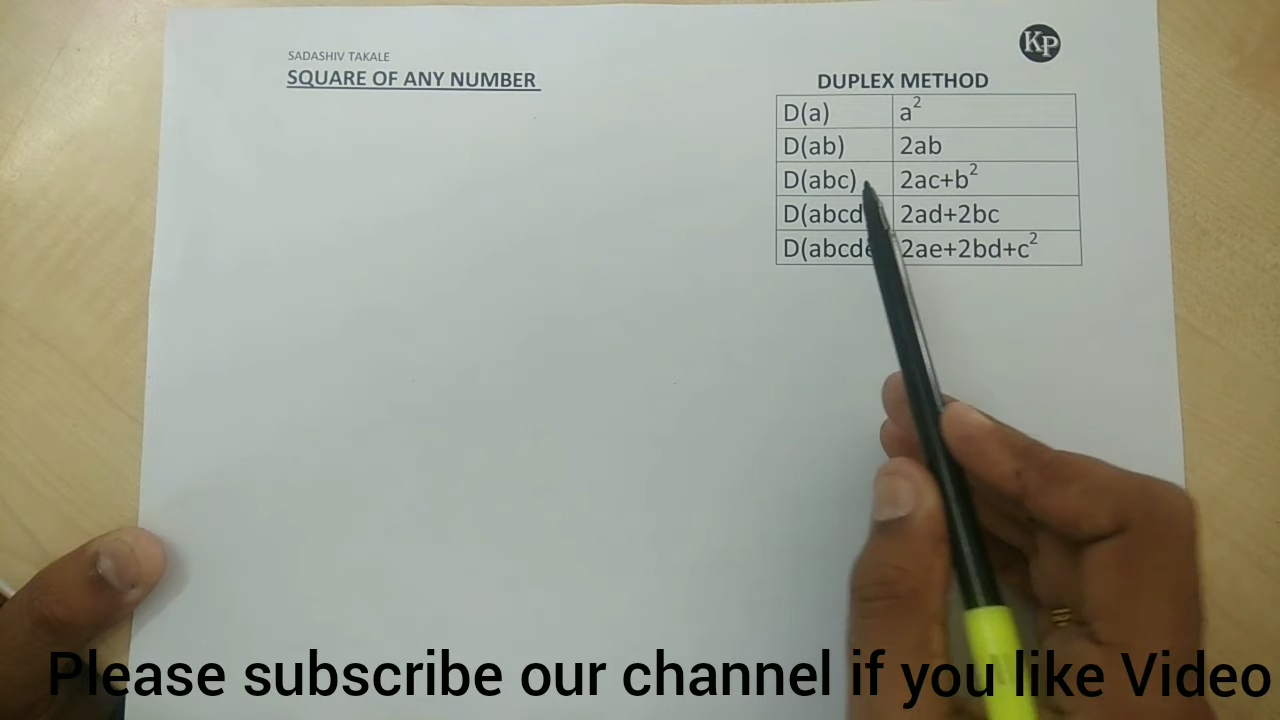 KP
SADASHIV TAKALE
SQUARE OF ANY NUMBER
DUPLEX METHOD
D(a) a²
D(ab) 2ab
D(abc) 2ac+b²
D(abcd 2ad+2bc
D(abcde 2ae+2bd+c²
Please subscribe our channel if you like Video